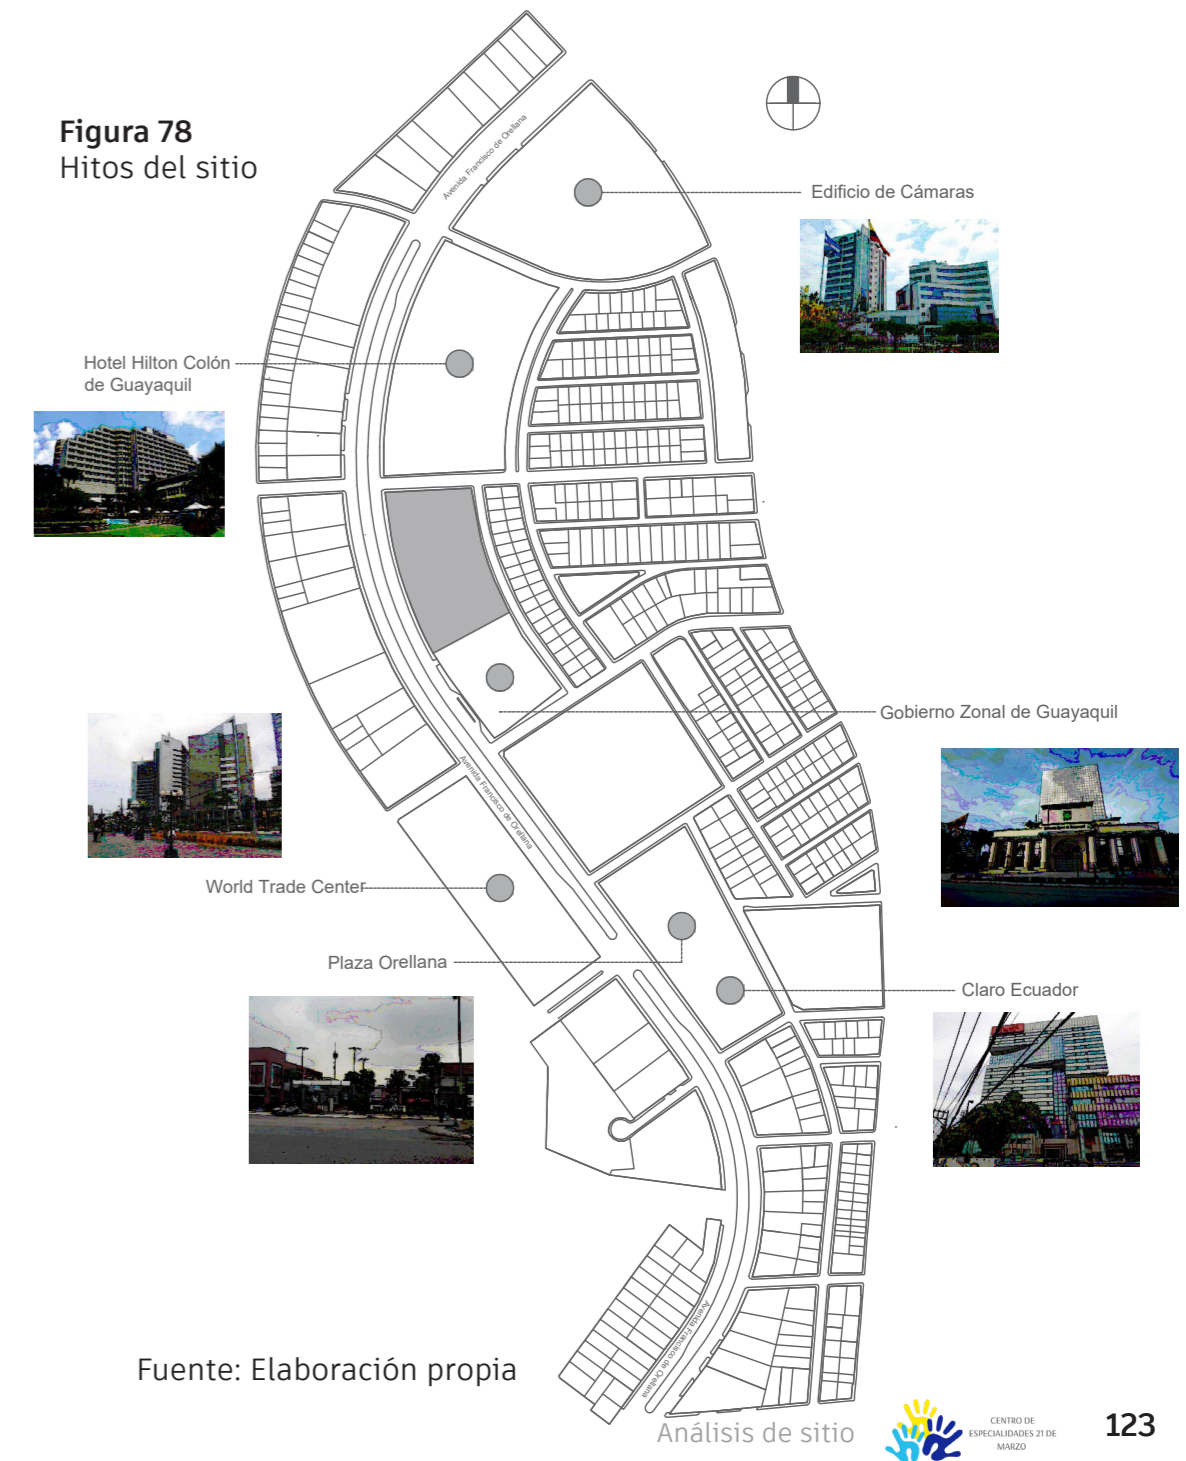 Figura 78
Hitos del sitio
Avenida Francisco de Orellana
Edificio de Cámaras
Hotel Hilton Colón
de Guayaquil
Gobierno Zonal de Guayaquil
Avenida Francisco de Orellana
World Trade Center
Plaza Orellana
Claro Ecuador
Avenida Francisco de Orellana
Fuente: Elaboración propia
Análisis de sitio
CENTRO DE
ESPECIALIDADES 21 DE
MARZO
123